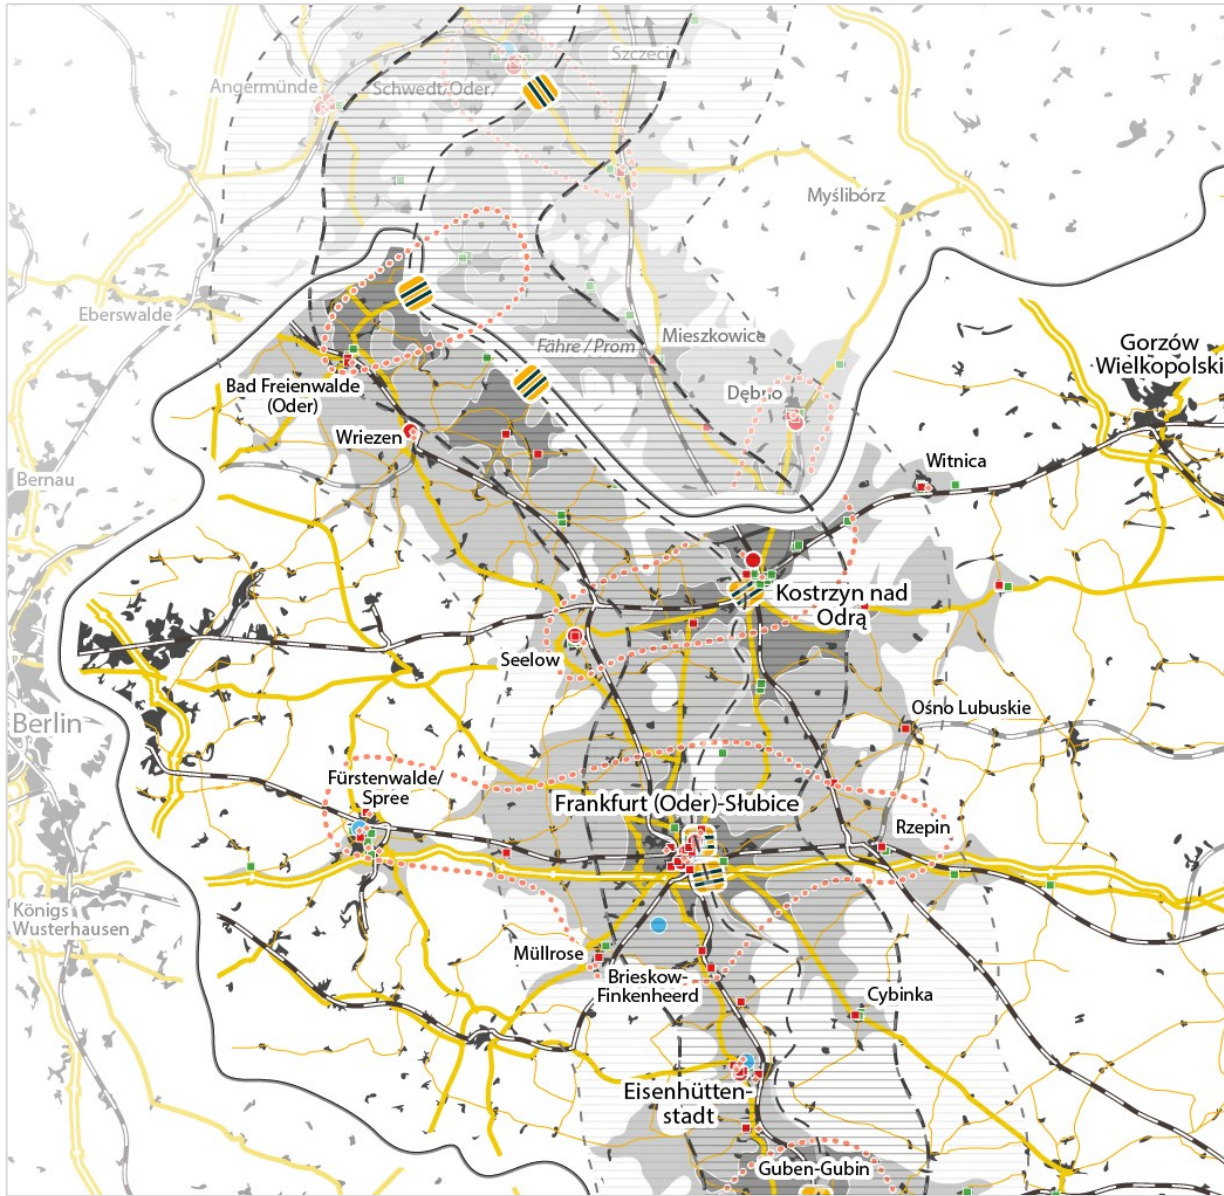 Szczecin
Angermünde
Schwedt/Oder
Myślibórz
Eberswalde
Fähre / Prom
Mieszkowice
Gorzów
Wielkopolski
Bad Freienwalde
(Oder)
Dębno
Wriezen
Witnica
Bernau
Kostrzyn nad
Odrą
Seelow
Ośno Lubuskie
Berlin
Fürstenwalde/
Spree
Frankfurt (Oder)-Słubice
Rzepin
Königs
Wusterhausen
Müllrose
Brieskow-
Finkenheerd
Cybinka
Eisenhütten-
stadt
Guben-Gubin